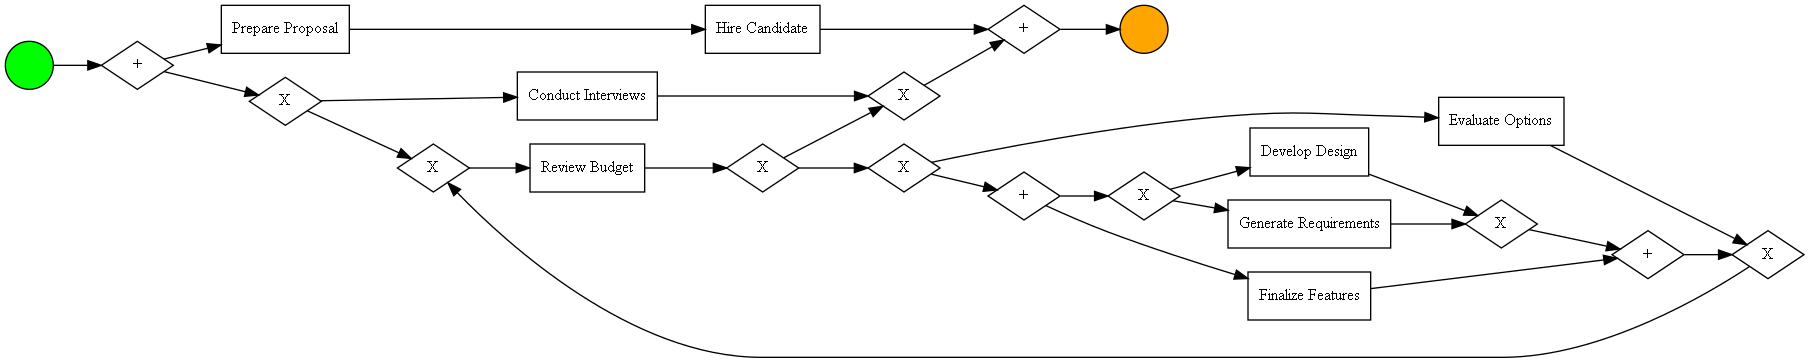 Prepare Proposal
Hire Candidate
+
+
X
Conduct Interviews
X
Evaluate Options
X
Review Budget
X
X
Develop Design
+
X
Generate Requirements
X
+
X
Finalize Features